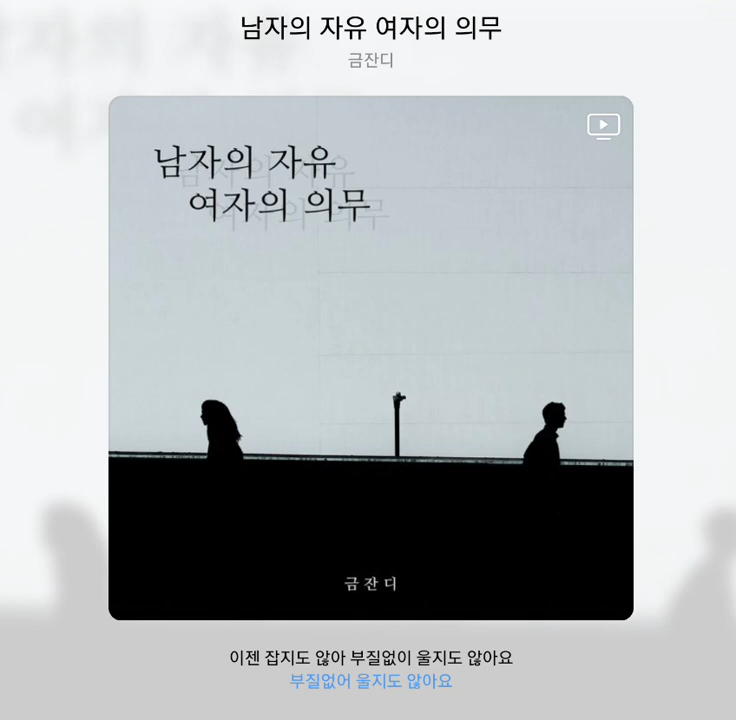 남자의 자유 여자의 의무
금잔디
남자의 자유
여자의 의무
금잔디
이젠 잡지도 않아 부질없이 울지도 않아요
부질없어 울지도 않아요